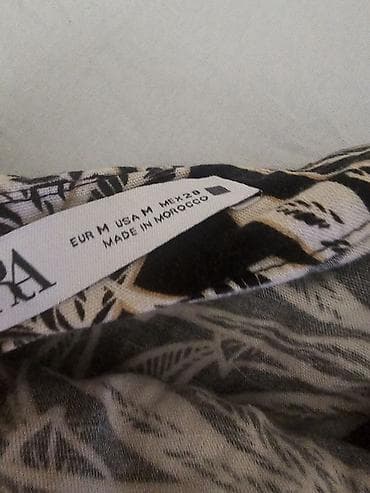 RA
EUR M USA M MEX 28
MADE IN MOROCCO